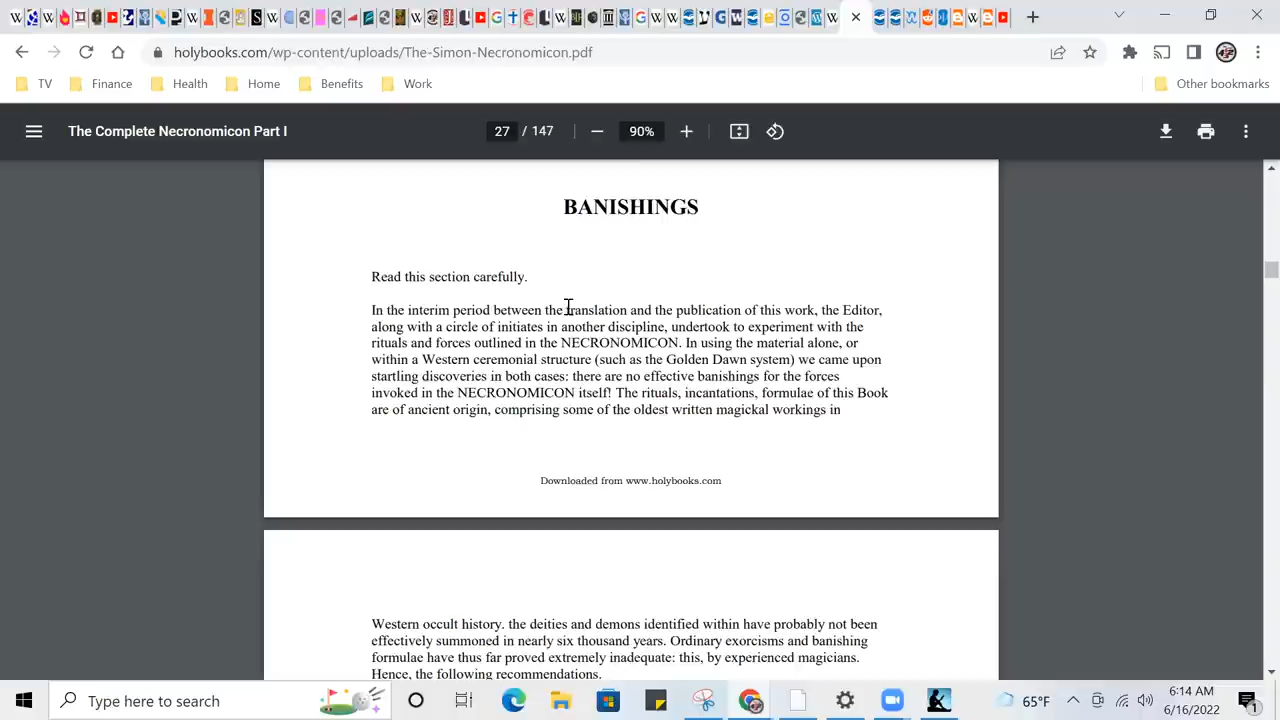 holybooks.com/wp-content/uploads/The-Simon-Necronomicon.pdf
TV Finance Health Home Benefits Work Other bookmarks
The Complete Necronomicon Part I 27 / 147 90%
BANISHINGS
Read this section carefully.
In the interim period between the translation and the publication of this work, the Editor,
along with a circle of initiates in another discipline, undertook to experiment with the
rituals and forces outlined in the NECRONOMICON. In using the material alone, or
within a Western ceremonial structure (such as the Golden Dawn system) we came upon
startling discoveries in both cases: there are no effective banishings for the forces
invoked in the NECRONOMICON itself! The rituals, incantations, formulae of this Book
are of ancient origin, comprising some of the oldest written magickal workings in
Downloaded from www.holybooks.com
Western occult history. the deities and demons identified within have probably not been
effectively summoned in nearly six thousand years. Ordinary exorcisms and banishing
formulae have thus far proved extremely inadequate: this, by experienced magicians.
Hence, the following recommendations.
Type here to search 65°F 6:14 AM
6/16/2022 1